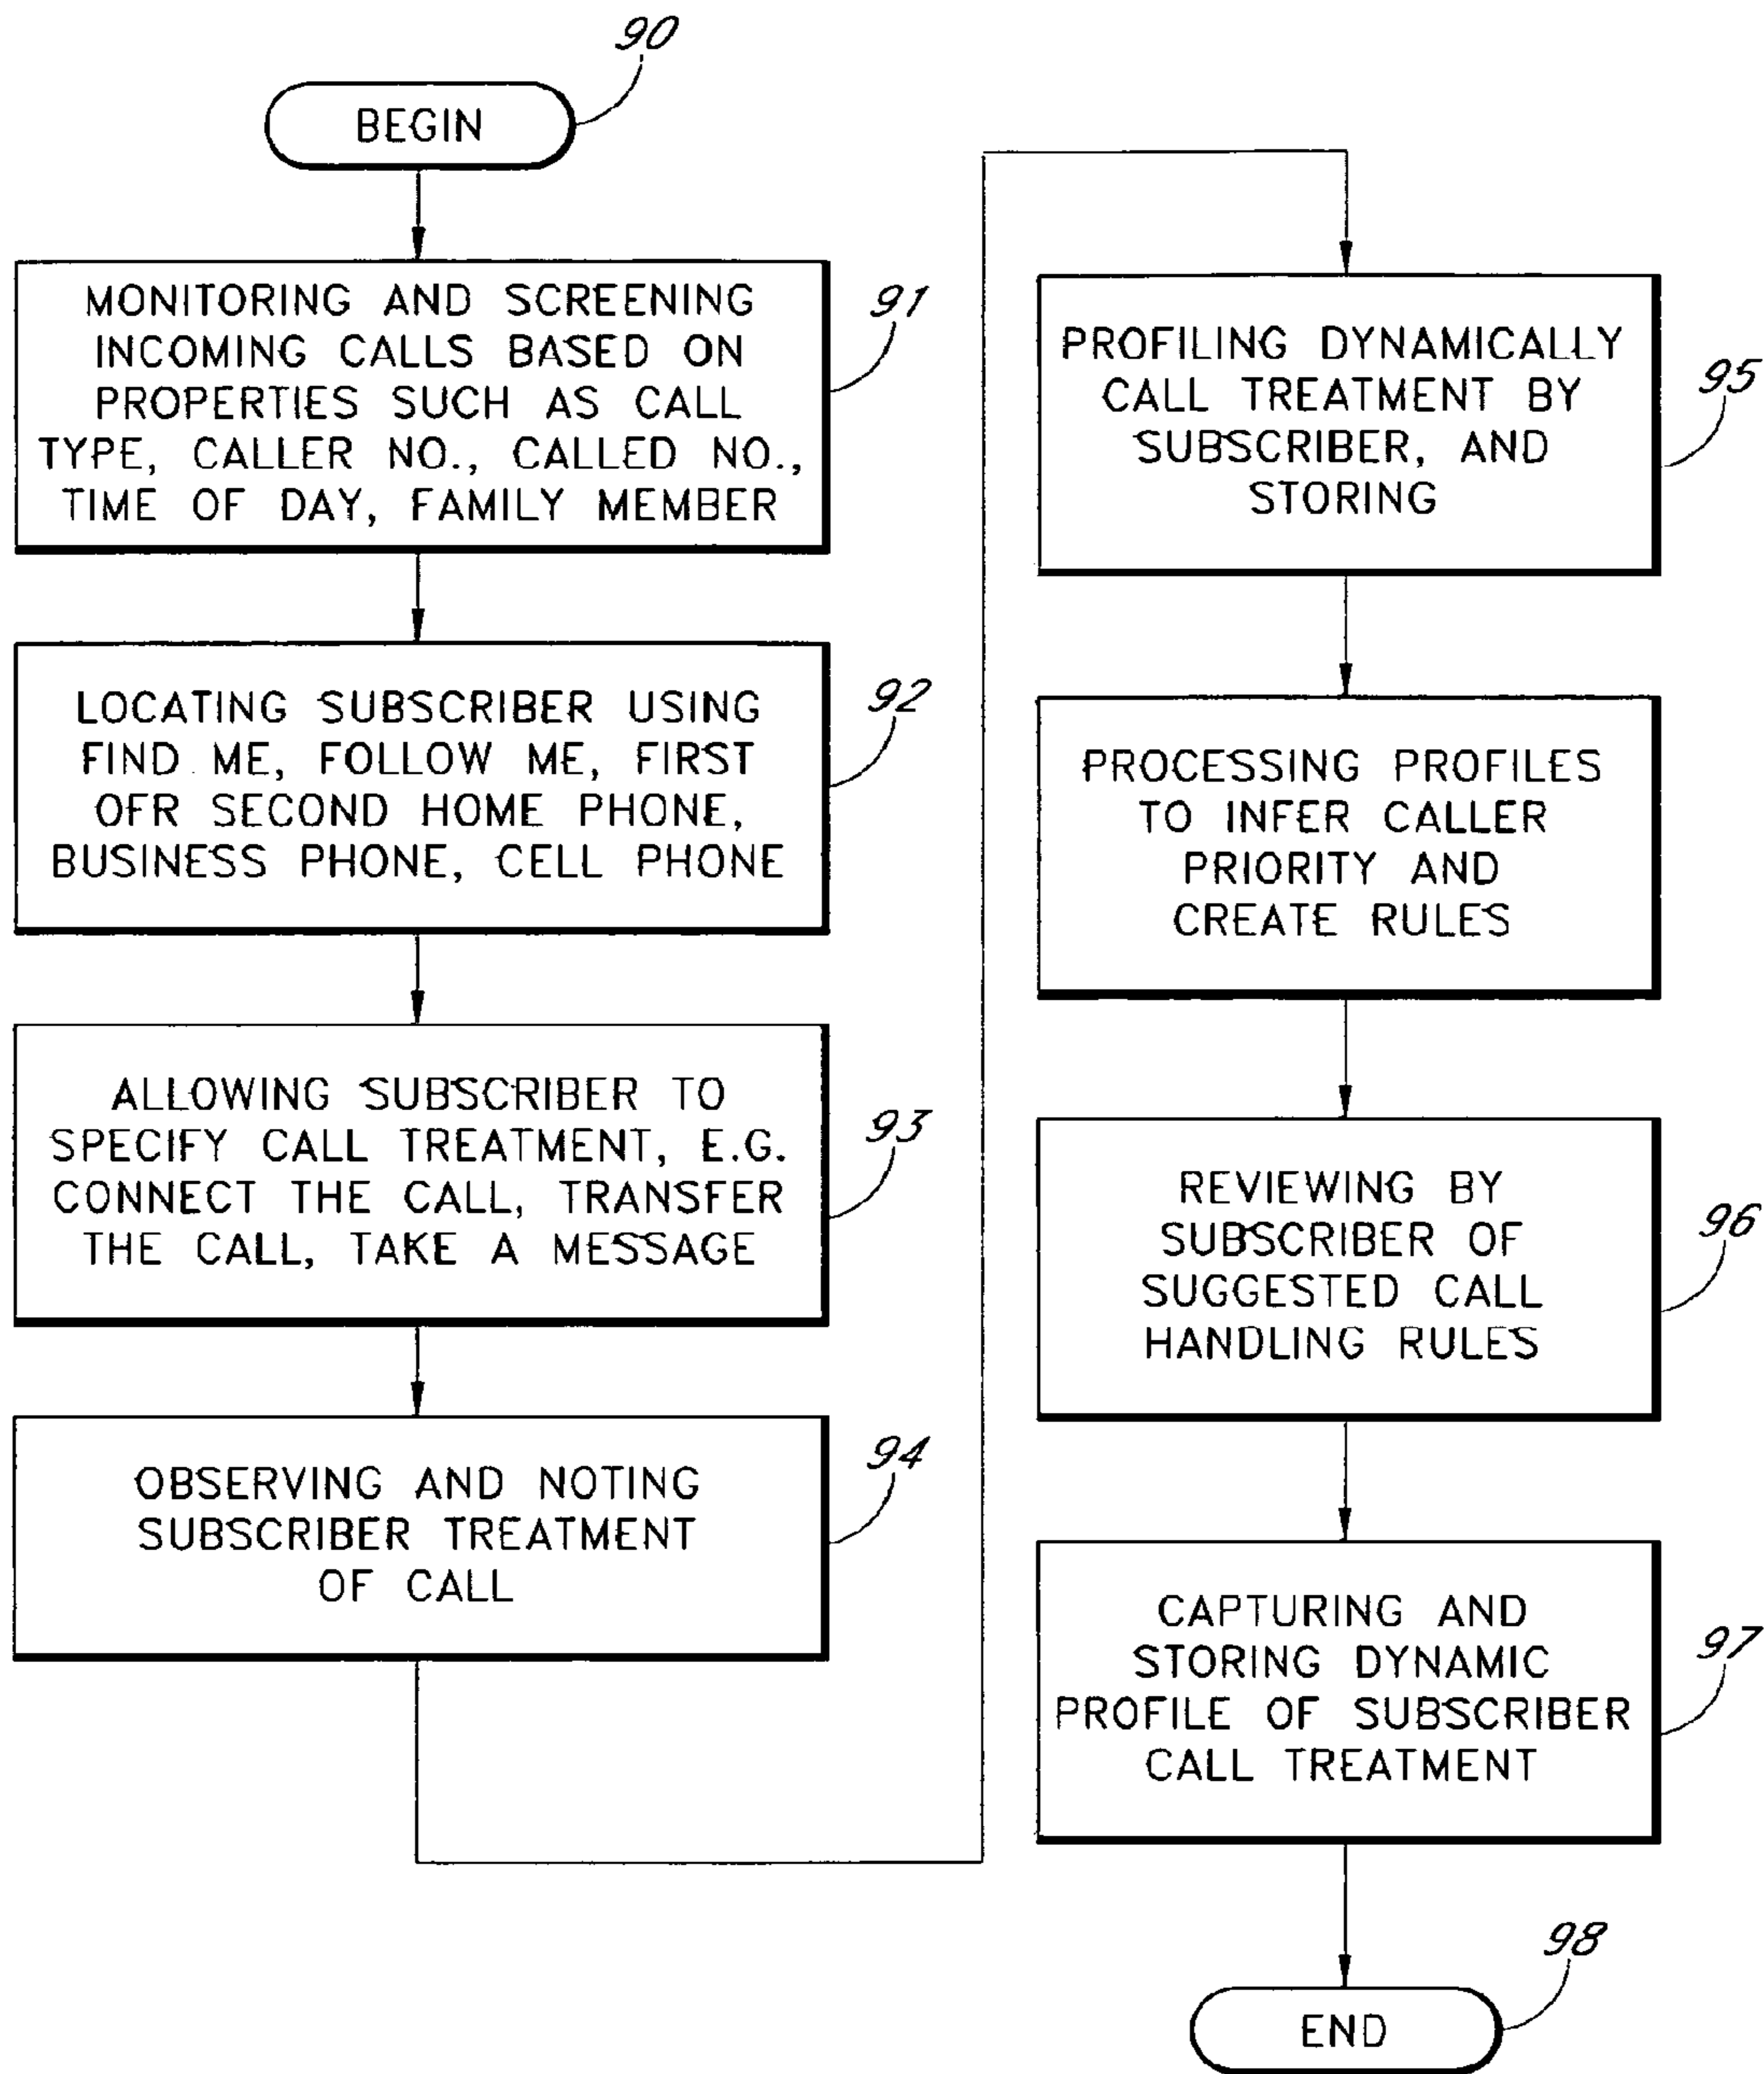 90
BEGIN
MONITORING AND SCREENING
INCOMING CALLS BASED ON
PROPERTIES SUCH AS CALL
TYPE, CALLER NO., CALLED NO.,
TIME OF DAY, FAMILY MEMBER
91
LOCATING SUBSCRIBER USING
FIND ME, FOLLOW ME, FIRST
OFR SECOND HOME PHONE,
BUSINESS PHONE, CELL PHONE
92
ALLOWING SUBSCRIBER TO
SPECIFY CALL TREATMENT, E.G.
CONNECT THE CALL, TRANSFER
THE CALL, TAKE A MESSAGE
93
OBSERVING AND NOTING
SUBSCRIBER TREATMENT
OF CALL
94
PROFILING DYNAMICALLY
CALL TREATMENT BY
SUBSCRIBER, AND
STORING
95
PROCESSING PROFILES
TO INFER CALLER
PRIORITY AND
CREATE RULES
REVIEWING BY
SUBSCRIBER OF
SUGGESTED CALL
HANDLING RULES
96
CAPTURING AND
STORING DYNAMIC
PROFILE OF SUBSCRIBER
CALL TREATMENT
97
END
98